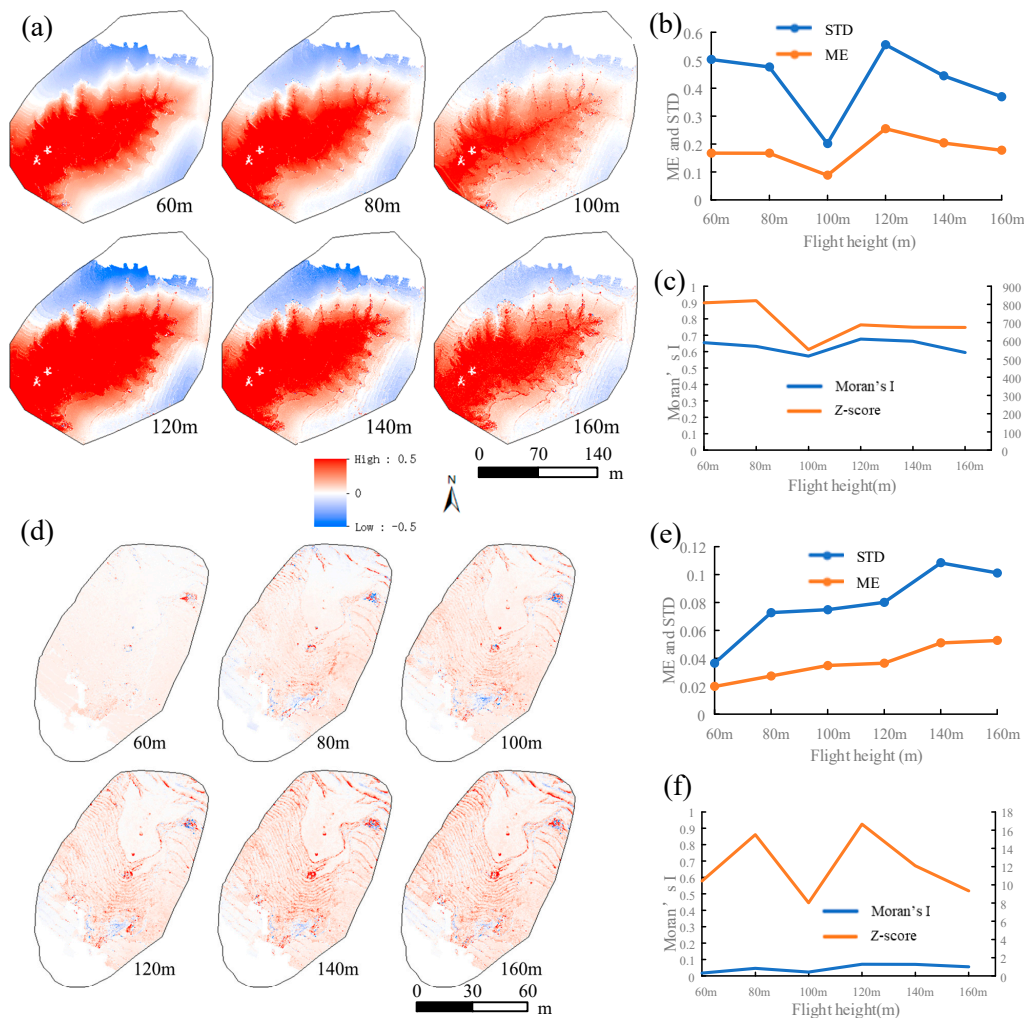 (a)
60m
80m
100m
120m
140m
160m
High : 0.5
0
Low : -0.5
N
0 70 140
m
(b)
STD
ME
0.6
0.5
0.4
0.3
0.2
0.1
0
ME and STD
60m 80m 100m 120m 140m 160m
Flight height (m)
(c)
1
0.9
0.8
0.7
0.6
0.5
0.4
0.3
0.2
0.1
0
Moran's I
900
800
700
600
500
400
300
200
100
0
Moran's I
Z-score
60m 80m 100m 120m 140m 160m
Flight height(m)
(d)
60m
80m
100m
120m
140m
160m
0 30 60
m
(e)
0.12
0.1
0.08
0.06
0.04
0.02
0
ME and STD
STD
ME
60m 80m 100m 120m 140m 160m
Flight height (m)
(f)
1
0.9
0.8
0.7
0.6
0.5
0.4
0.3
0.2
0.1
0
Moran's I
18
16
14
12
10
8
6
4
2
0
Moran's I
Z-score
60m 80m 100m 120m 140m 160m
Flight height(m)